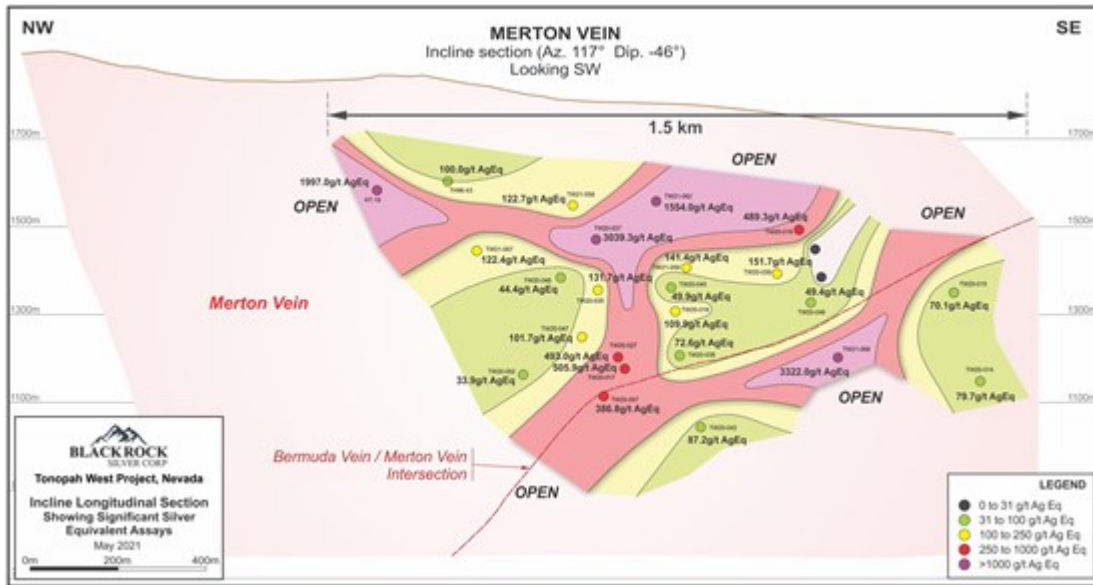 NW
SE
MERTON VEIN
Incline section (Az. 117° Dip. -46°)
Looking SW
1.5 km
1700m
1700m
OPEN
100.0g/t AgEq
1997.0g/t AgEq
OPEN
122.7g/t AgEq
TW21-062
1554.0g/t AgEq
489.3g/t AgEq
OPEN
1500m
1500m
TW20-037
3039.3g/t AgEq
122.4g/t AgEq
141.4g/t AgEq
151.7g/t AgEq
131.7g/t AgEq
44.4g/t AgEq
49.9g/t AgEq
49.4g/t AgEq
70.1g/t AgEq
Merton Vein
1300m
1300m
109.9g/t AgEq
101.7g/t AgEq
72.6g/t AgEq
493.0g/t AgEq
505.9g/t AgEq
33.9g/t AgEq
3322.0g/t AgEq
79.7g/t AgEq
386.8g/t AgEq
OPEN
1100m
87.2g/t AgEq
Bermuda Vein / Merton Vein
Intersection
OPEN
BLACKROCK
SILVER CORP
Tonopah West Project, Nevada
Incline Longitudinal Section
Showing Significant Silver
Equivalent Assays
May 2021
0m 200m 400m
LEGEND
0 to 31 g/t Ag Eq
31 to 100 g/t Ag Eq
100 to 250 g/t Ag Eq
250 to 1000 g/t Ag Eq
>1000 g/t Ag Eq